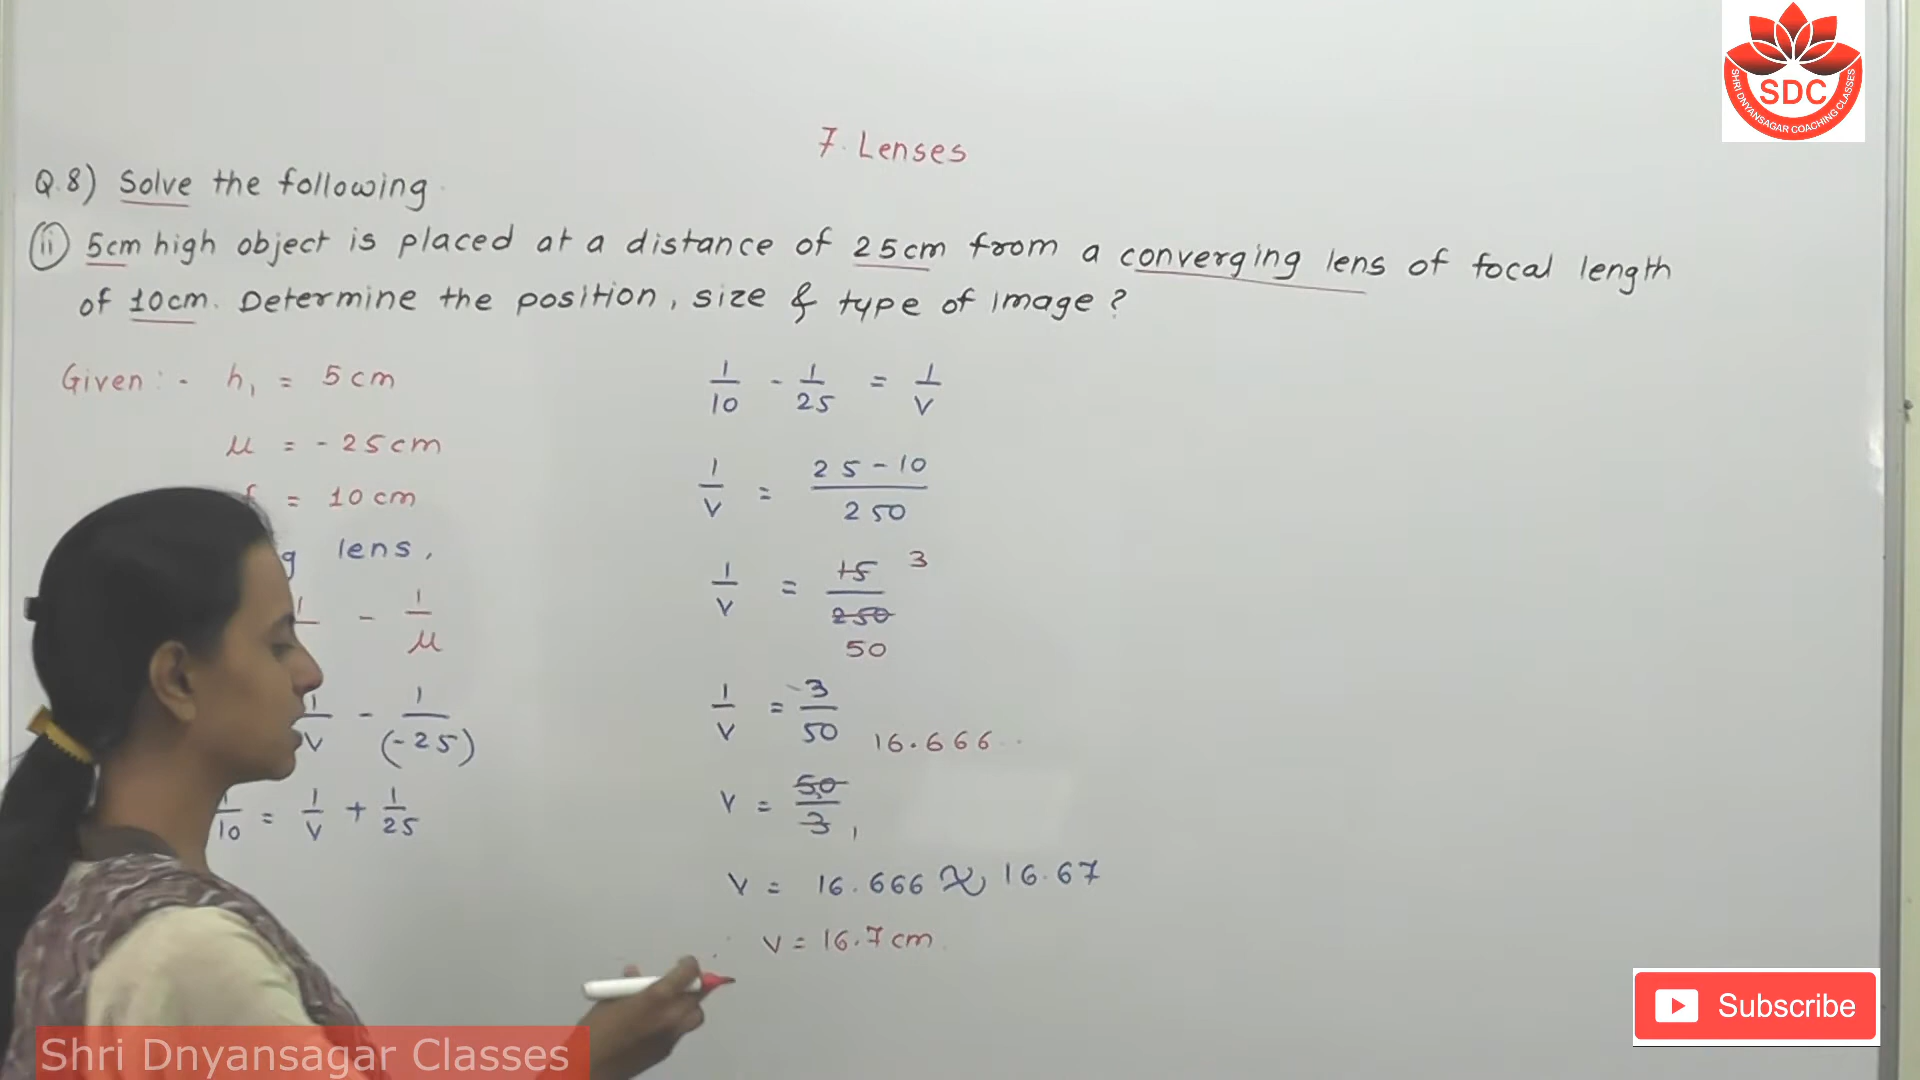 SDC
SHRI DNYANSAGAR COACHING CLASSES
7. Lenses
Q.8) Solve the following.
(ii) 5cm high object is placed at a distance of 25cm from a converging lens of focal length
of 10cm. Determine the position, size & type of image?
Given:- h₁ = 5cm
μ = -25cm
= 10cm
g lens,
1/ - 1/μ
1/v - 1/(-25)
1/10 = 1/v + 1/25
1/10 - 1/25 = 1/v
1/v = 25-10/250
1/v = 15/250 3
50
1/v = 3/50
16.666..
v = 50/3
v = 16.666 ≈ 16.67
∴ v = 16.7cm.
Subscribe
Shri Dnyansagar Classes